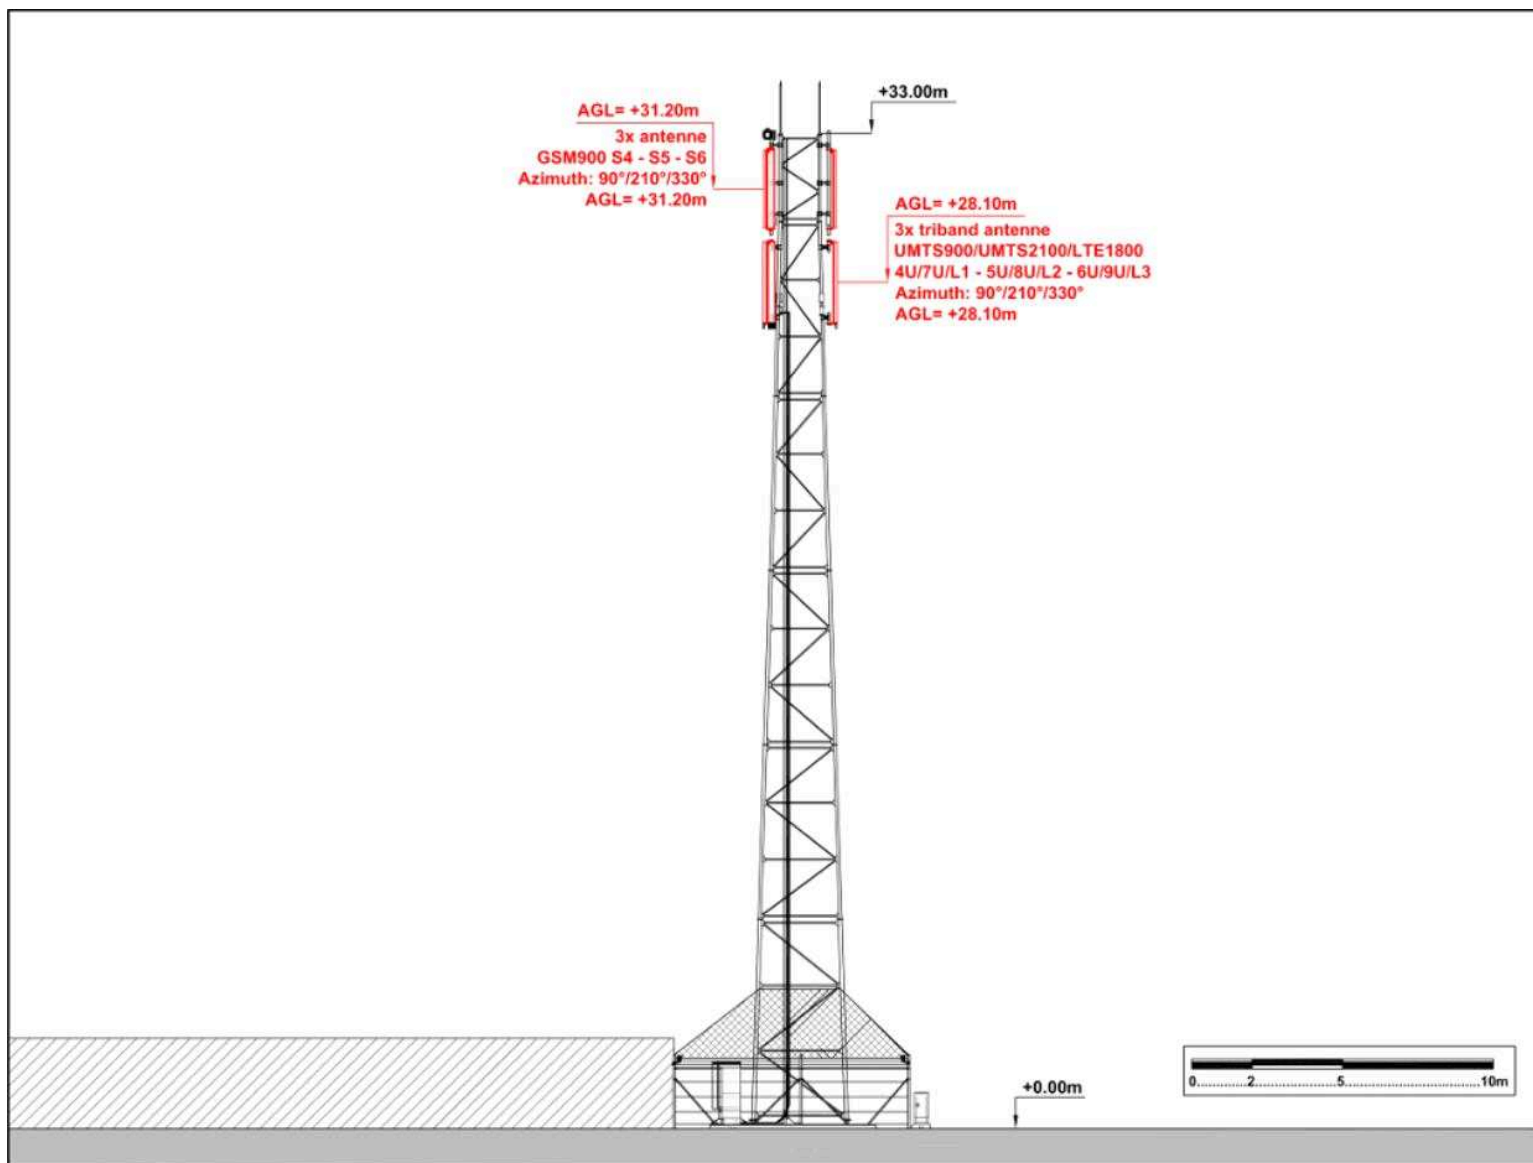 +33.00m
AGL= +31.20m
3x antenne
GSM900 S4 - S5 - S6
Azimuth: 90°/210°/330°
AGL= +31.20m
AGL= +28.10m
3x triband antenne
UMTS900/UMTS2100/LTE1800
4U/7U/L1 - 5U/8U/L2 - 6U/9U/L3
Azimuth: 90°/210°/330°
AGL= +28.10m
+0.00m
0...........2................5.........................10m